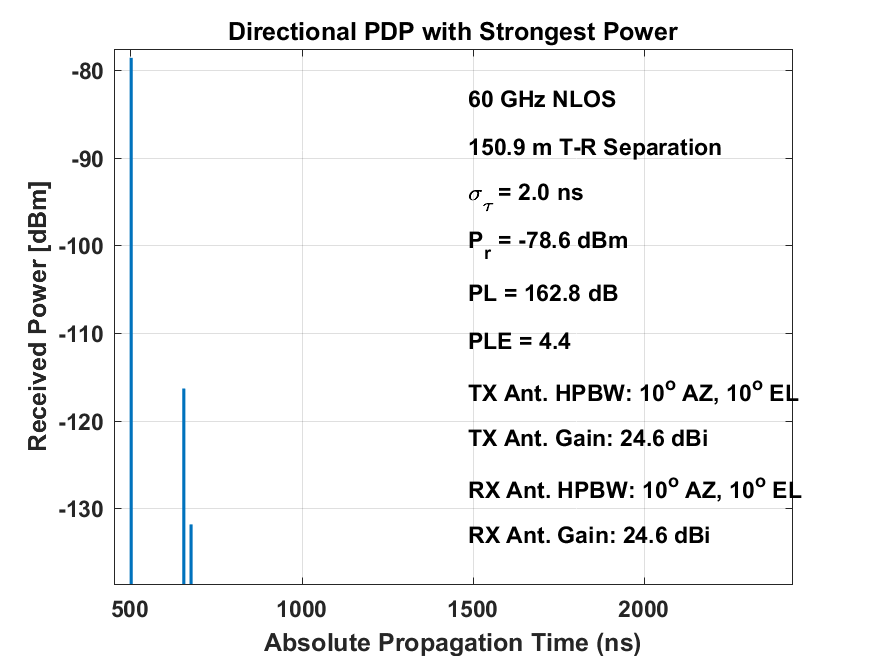 Directional PDP with Strongest Power
Received Power [dBm]
-80
-90
-100
-110
-120
-130
60 GHz NLOS
150.9 m T-R Separation
σ_τ = 2.0 ns
P_r = -78.6 dBm
PL = 162.8 dB
PLE = 4.4
TX Ant. HPBW: 10° AZ, 10° EL
TX Ant. Gain: 24.6 dBi
RX Ant. HPBW: 10° AZ, 10° EL
RX Ant. Gain: 24.6 dBi
500 1000 1500 2000
Absolute Propagation Time (ns)